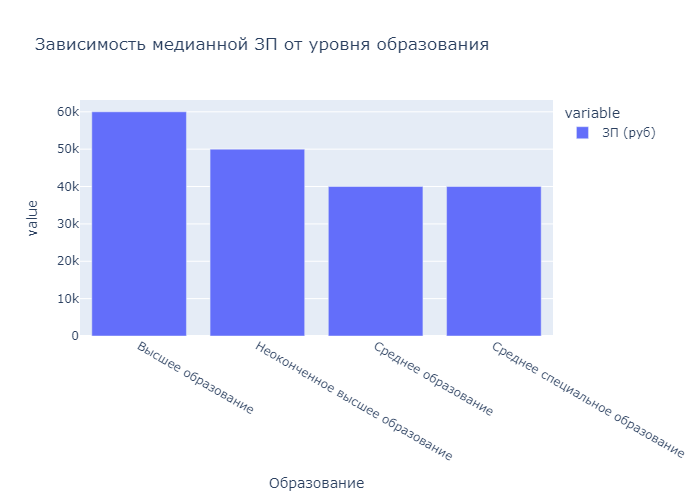 Зависимость медианной ЗП от уровня образования
variable
ЗП (руб)
value
60k
50k
40k
30k
20k
10k
0
Высшее образование
Неоконченное высшее образование
Среднее образование
Среднее специальное образование
Образование